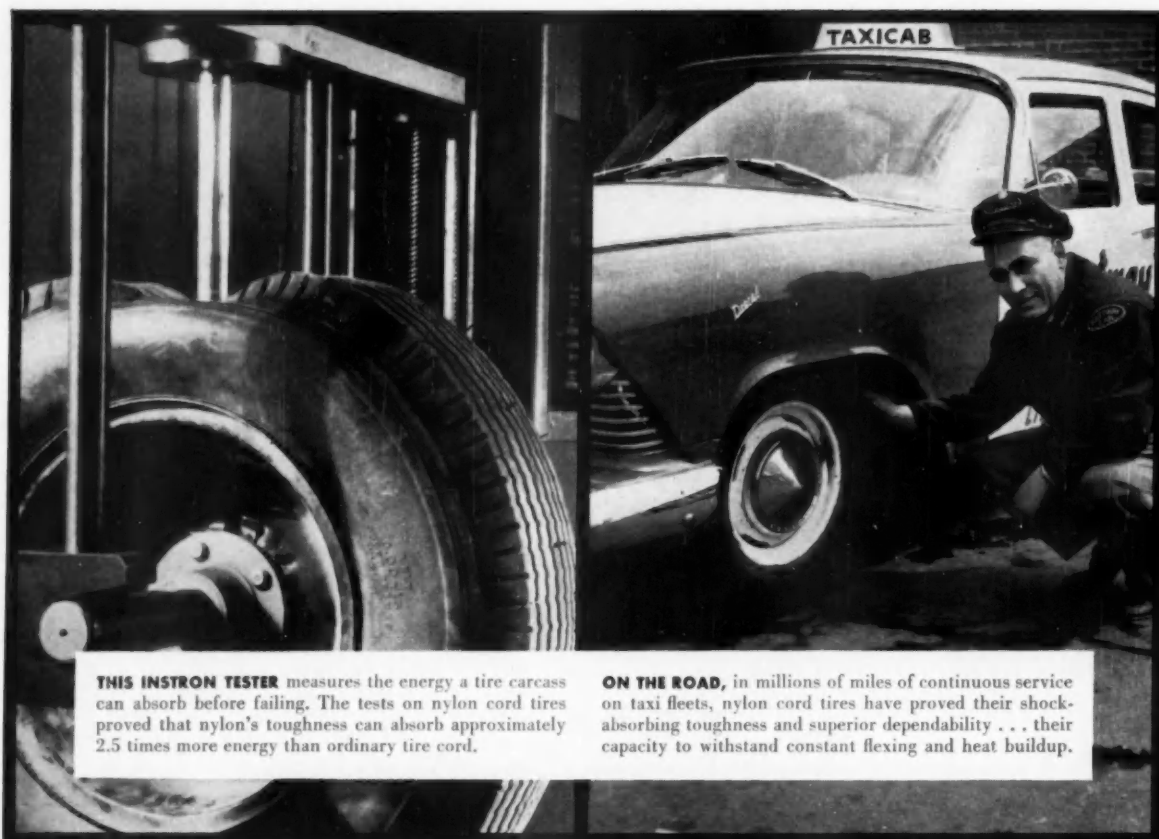 TAXICAB
THIS INSTRON TESTER measures the energy a tire carcass
can absorb before failing. The tests on nylon cord tires
proved that nylon's toughness can absorb approximately
2.5 times more energy than ordinary tire cord.
ON THE ROAD, in millions of miles of continuous service
on taxi fleets, nylon cord tires have proved their shock-
absorbing toughness and superior dependability . . . their
capacity to withstand constant flexing and heat buildup.